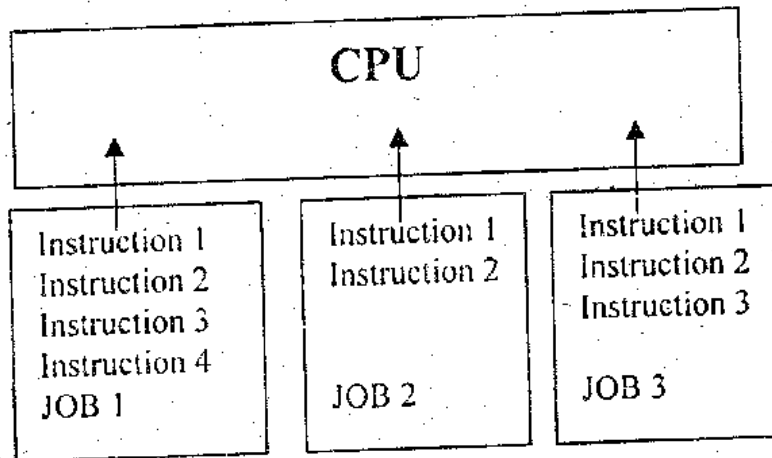 CPU
Instruction 1
Instruction 2
Instruction 3
Instruction 4
JOB 1
Instruction 1
Instruction 2
JOB 2
Instruction 1
Instruction 2
Instruction 3
JOB 3